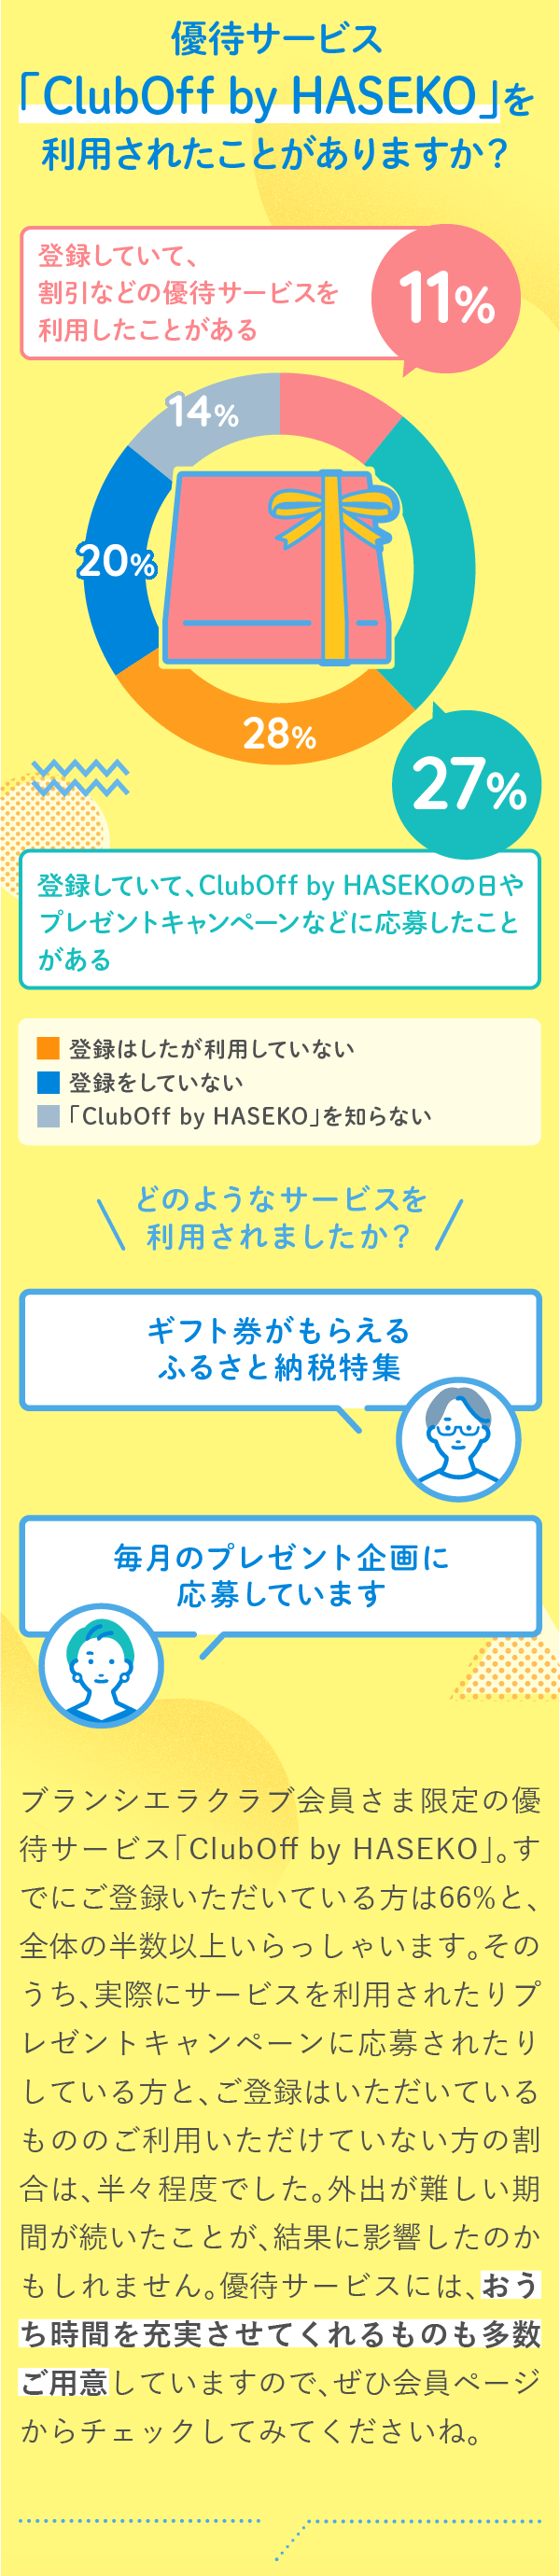 優待サービス
「ClubOff by HASEKO」を
利用されたことがありますか？
登録していて、
割引などの優待サービスを
利用したことがある
11%
14%
20%
28%
27%
登録していて、ClubOff by HASEKOの日や
プレゼントキャンペーンなどに応募したこと
がある
登録はしたが利用していない
登録をしていない
「ClubOff by HASEKO」を知らない
どのようなサービスを
利用されましたか？
ギフト券がもらえる
ふるさと納税特集
毎月のプレゼント企画に
応募しています
ブランシエラクラブ会員さま限定の優
待サービス「ClubOff by HASEKO」。す
でにご登録いただいている方は66%と、
全体の半数以上いらっしゃいます。その
うち、実際にサービスを利用されたりプ
レゼントキャンペーンに応募されたり
している方と、ご登録はいただいている
もののご利用いただけていない方の割
合は、半々程度でした。外出が難しい期
間が続いたことが、結果に影響したのか
もしれません。優待サービスには、おう
ち時間を充実させてくれるものも多数
ご用意していますので、ぜひ会員ページ
からチェックしてみてくださいね。